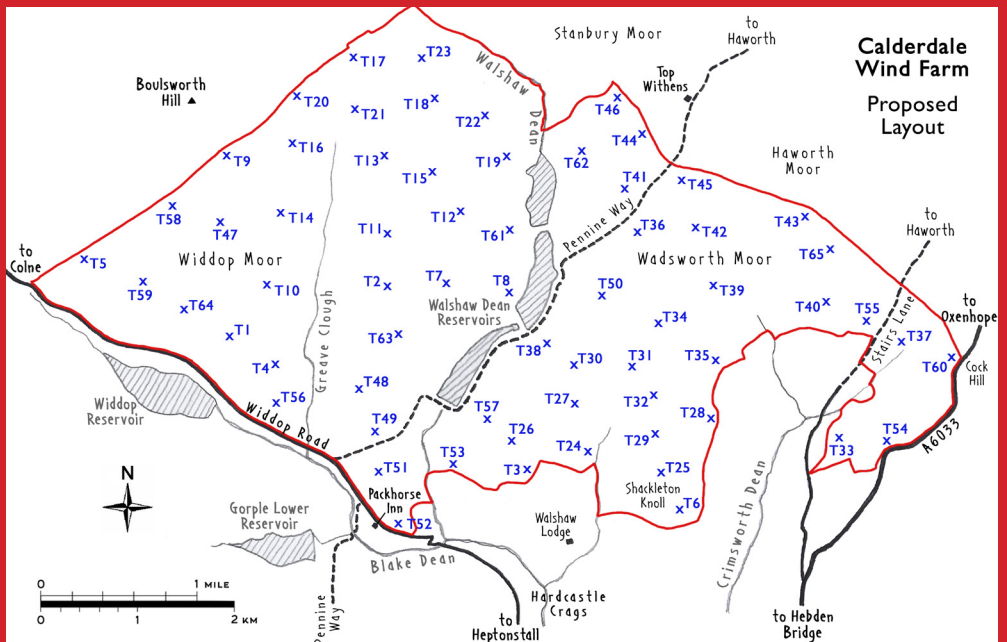 Calderdale
Wind Farm
Proposed
Layout
Stanbury Moor
to
Haworth
Boulsworth
Hill
Top
Withens
Walshaw
Dean
Haworth
Moor
T17
T23
T20
T21
T18
T22
T46
T44
T16
T9
T13
T15
T19
T62
T41
T45
T58
T47
T14
T11
T12
T61
T36
T42
T43
T65
to
Haworth
Pennine Way
Widdop Moor
Wadsworth Moor
to
Colne
T5
T59
T64
T10
T2
T7
T8
T50
T39
T40
T55
Walshaw Dean
Reservoirs
Greave Clough
T1
T63
T34
T37
Stairs Lane
to
Oxenhope
T4
T38
T30
T31
T35
T60
Cock
Hill
T56
T48
T27
T32
T28
Widdop
Reservoir
Widdop Road
T49
T57
T26
T24
T29
T33
T54
A6033
T51
T53
T3
T25
Shackleton
Knoll
T6
N
Packhorse
Inn
T52
Gorple Lower
Reservoir
Walshaw
Lodge
Blake Dean
Crimsworth Dean
Pennine
Way
Hardcastle
Crags
to
Heptonstall
to Hebden
Bridge
0 1 MILE
0 1 2 KM